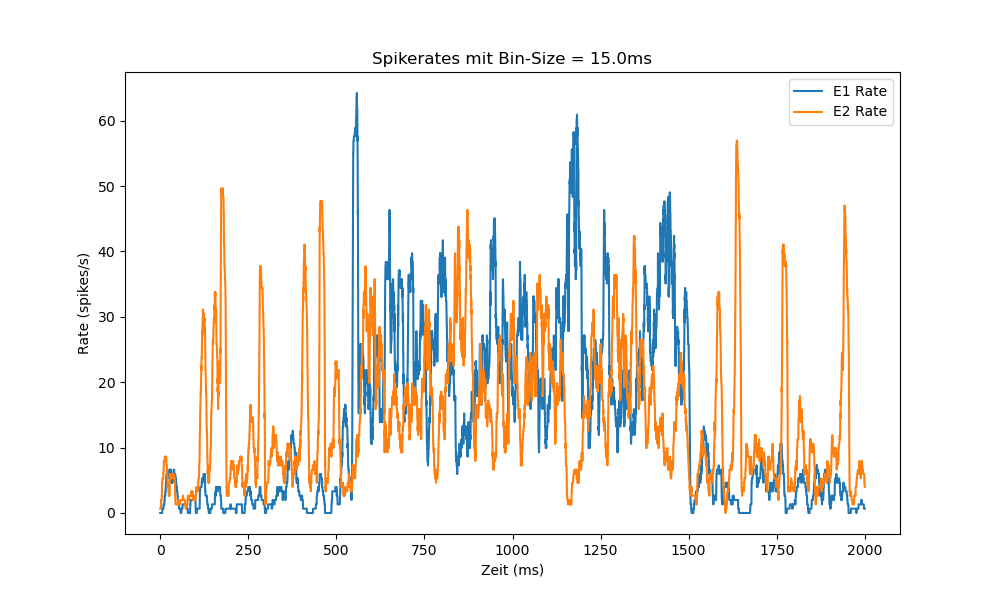 Spikerates mit Bin-Size = 15.0ms
E1 Rate
E2 Rate
Rate (spikes/s)
60
50
40
30
20
10
0
0 250 500 750 1000 1250 1500 1750 2000
Zeit (ms)